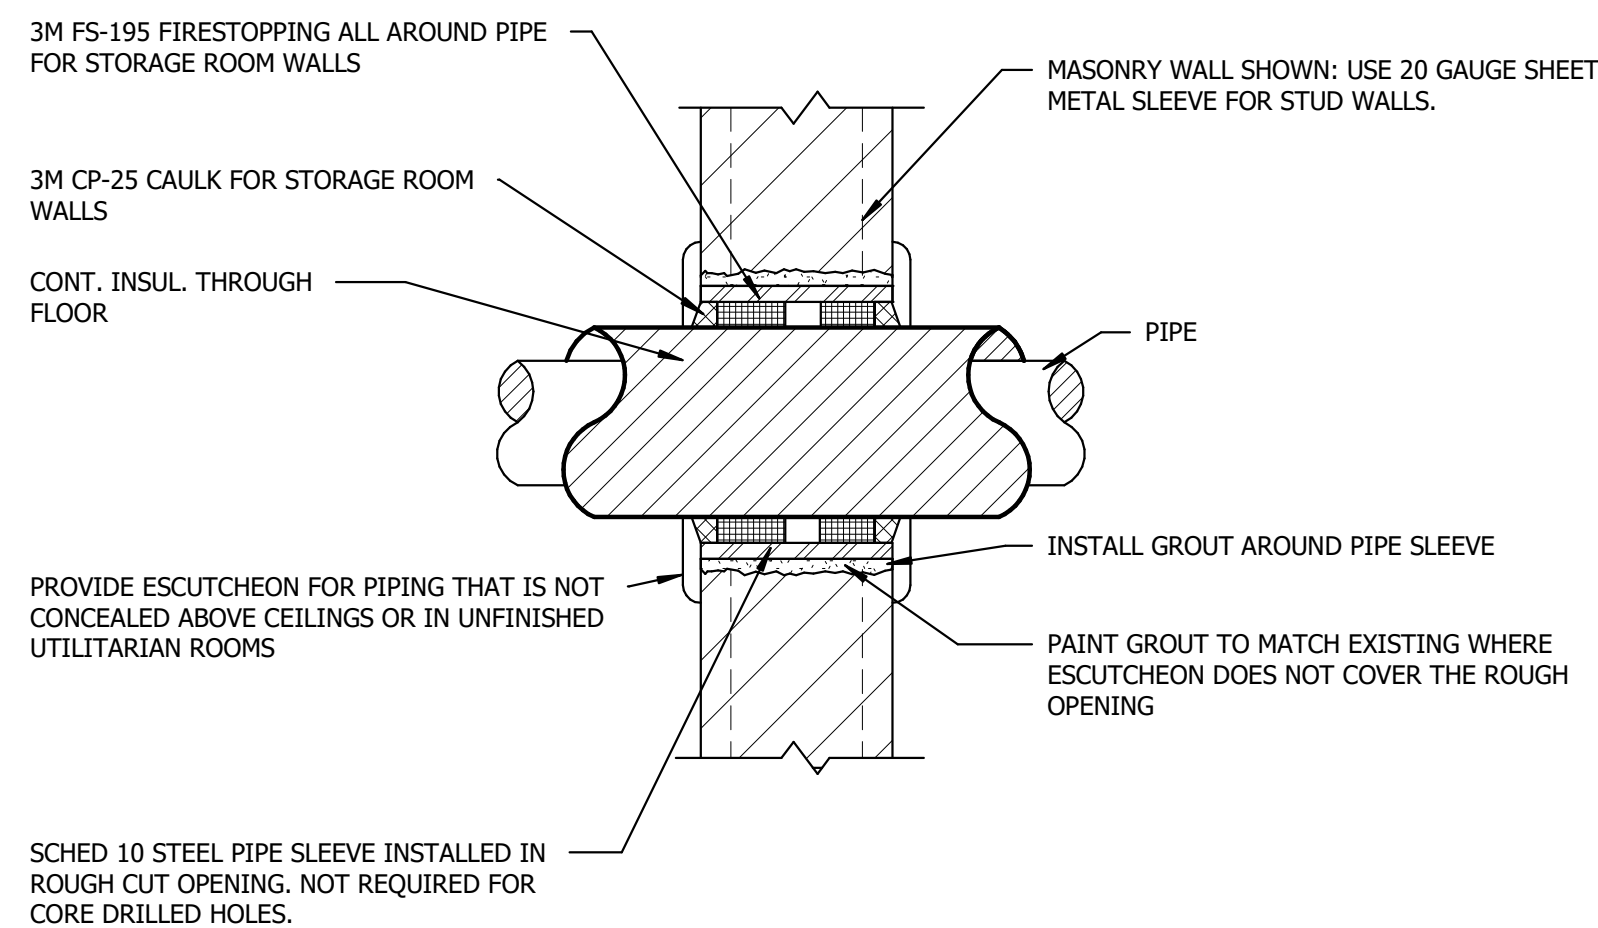 3M FS-195 FIRESTOPPING ALL AROUND PIPE
FOR STORAGE ROOM WALLS
MASONRY WALL SHOWN: USE 20 GAUGE SHEET
METAL SLEEVE FOR STUD WALLS.
3M CP-25 CAULK FOR STORAGE ROOM
WALLS
CONT. INSUL. THROUGH
FLOOR
PIPE
INSTALL GROUT AROUND PIPE SLEEVE
PROVIDE ESCUTCHEON FOR PIPING THAT IS NOT
CONCEALED ABOVE CEILINGS OR IN UNFINISHED
UTILITARIAN ROOMS
PAINT GROUT TO MATCH EXISTING WHERE
ESCUTCHEON DOES NOT COVER THE ROUGH
OPENING
SCHED 10 STEEL PIPE SLEEVE INSTALLED IN
ROUGH CUT OPENING. NOT REQUIRED FOR
CORE DRILLED HOLES.